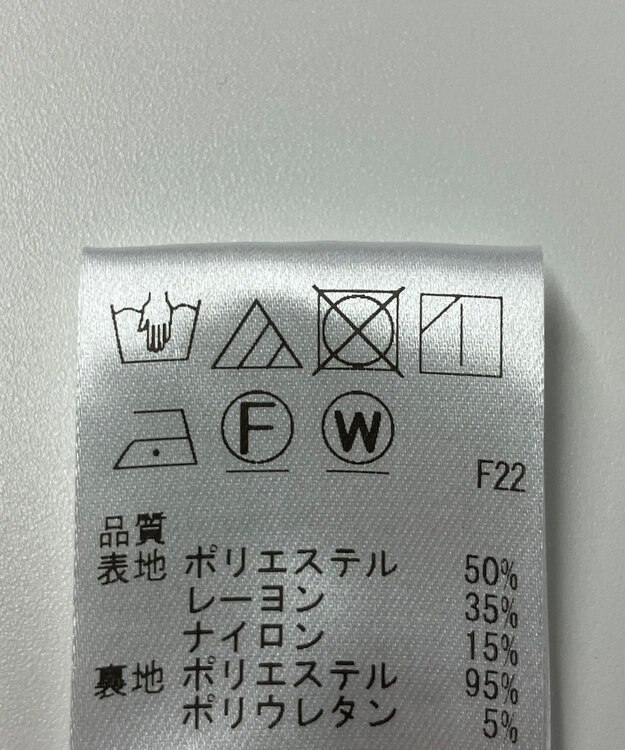 F W
F22
品質
表地 ポリエステル 50%
レーヨン 35%
ナイロン 15%
裏地 ポリエステル 95%
ポリウレタン 5%